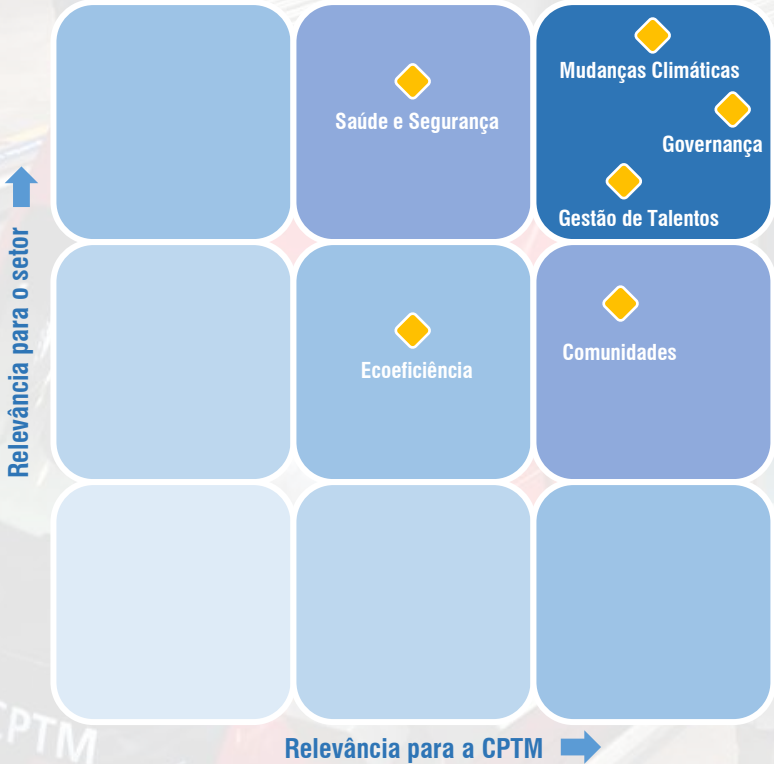 Mudanças Climáticas
Saúde e Segurança
Governança
Gestão de Talentos
Relevância para o setor
Comunidades
Ecoeficiência
CPTM
Relevância para a CPTM